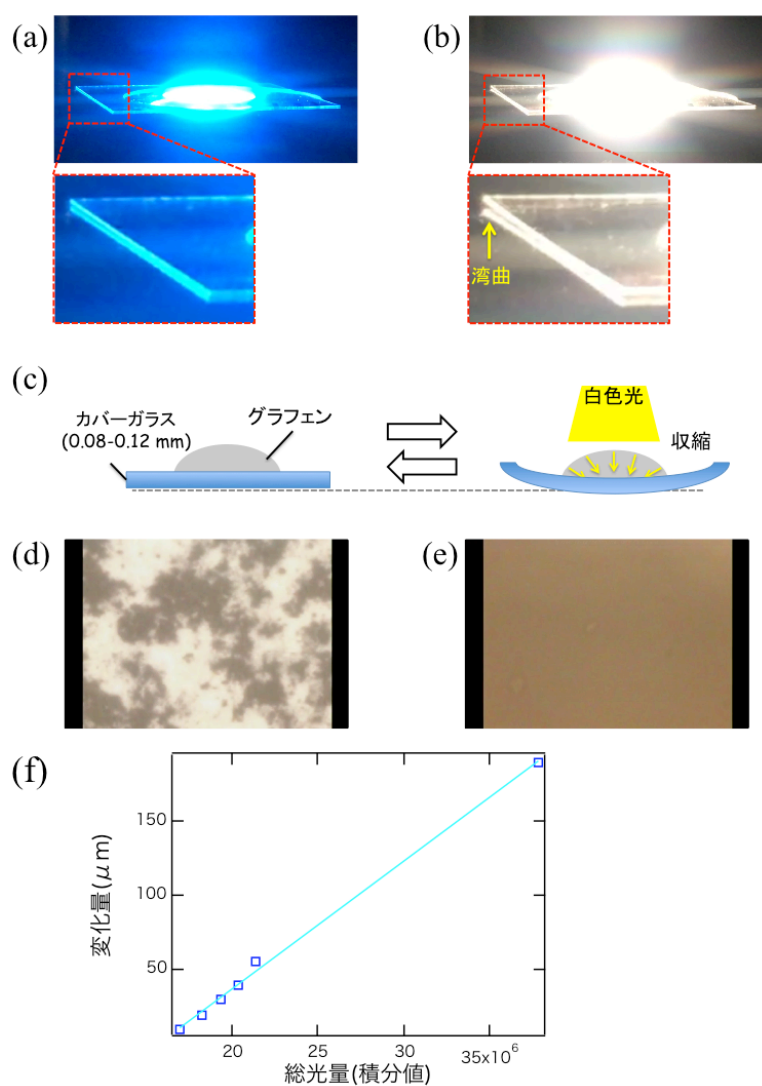 (a)
(b)
湾曲
(c)
カバーガラス
(0.08-0.12 mm)
グラフェン
白色光
収縮
(d)
(e)
(f)
変化量(μm)
150
100
50
20
25
30
35x10⁶
総光量(積分値)